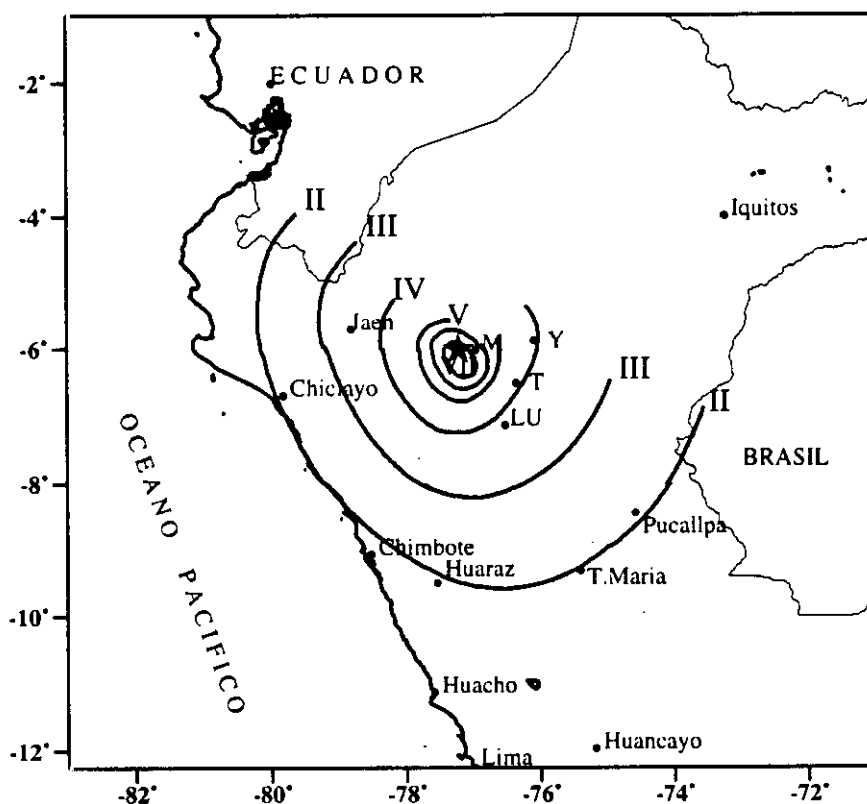 ECUADOR
-2°
II
III
Iquitos
-4°
IV
V
Jaen
M
Y
-6°
III
T
II
Chiclayo
LU
BRASIL
-8°
OCEANO PACIFICO
Pucallpa
Chimbote
Huaraz
T.Maria
-10°
Huacho
Huancayo
Lima
-12°
-82°
-80°
-78°
-76°
-74°
-72°